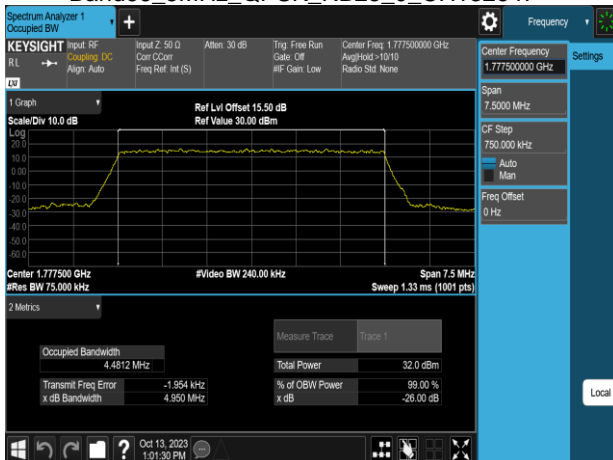 Spectrum Analyzer 1
Occupied BW
Frequency
KEYSIGHT
RL
Input: RF
Coupling: DC
Align: Auto
Input Z: 50 Ω
Corr CCorr
Freq Ref: Int (S)
Atten: 30 dB
Trig: Free Run
Gate: Off
#IF Gain: Low
Center Freq: 1.777500000 GHz
Avg|Hold:>10/10
Radio Std: None
LXI
Center Frequency
1.777500000 GHz
Settings
Span
7.5000 MHz
CF Step
750.000 kHz
Auto
Man
Freq Offset
0 Hz
1 Graph
Scale/Div 10.0 dB
Ref Lvl Offset 15.50 dB
Ref Value 30.00 dBm
Log
20.0
10.0
0.00
-10.0
-20.0
-30.0
-40.0
-50.0
-60.0
Center 1.777500 GHz
#Res BW 75.000 kHz
#Video BW 240.00 kHz
Span 7.5 MHz
Sweep 1.33 ms (1001 pts)
2 Metrics
Measure Trace
Trace 1
Occupied Bandwidth
4.4812 MHz
Total Power
32.0 dBm
Transmit Freq Error
-1.954 kHz
% of OBW Power
99.00 %
x dB Bandwidth
4.950 MHz
x dB
-26.00 dB
Local
?
Oct 13, 2023
1:01:30 PM